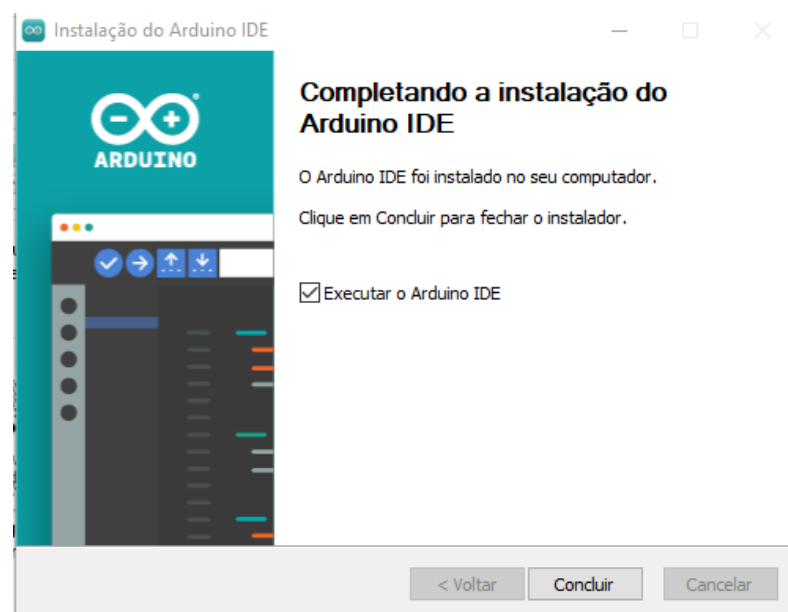 Instalação do Arduino IDE
ARDUINO
Completando a instalação do
Arduino IDE
O Arduino IDE foi instalado no seu computador.
Clique em Concluir para fechar o instalador.
Executar o Arduino IDE
< Voltar
Concluir
Cancelar